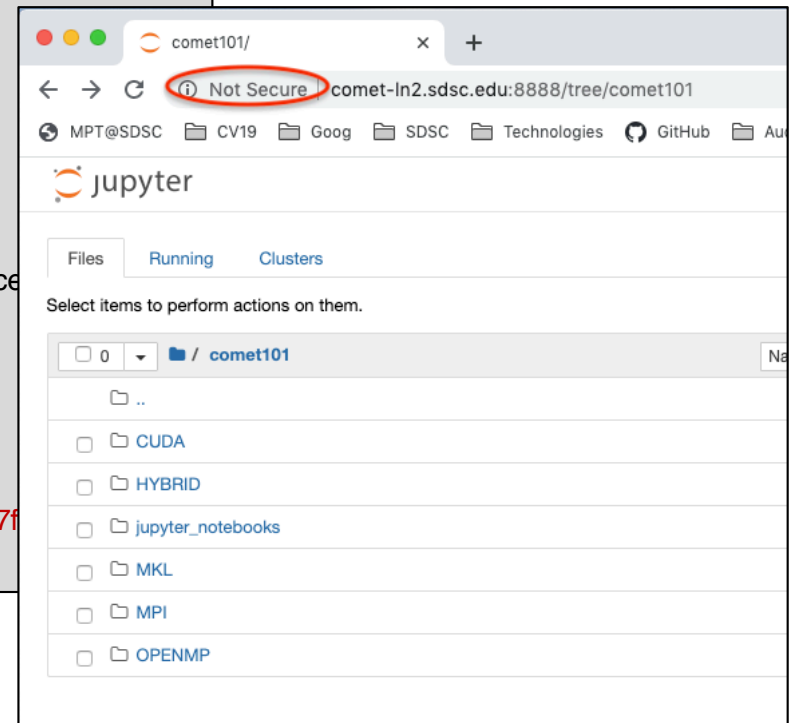 comet101/
Not Secure comet-ln2.sdsc.edu:8888/tree/comet101
MPT@SDSC CV19 Goog SDSC Technologies GitHub
jupyter
Files Running Clusters
Select items to perform actions on them.
0 / comet101
..
CUDA
HYBRID
jupyter_notebooks
MKL
MPI
OPENMP